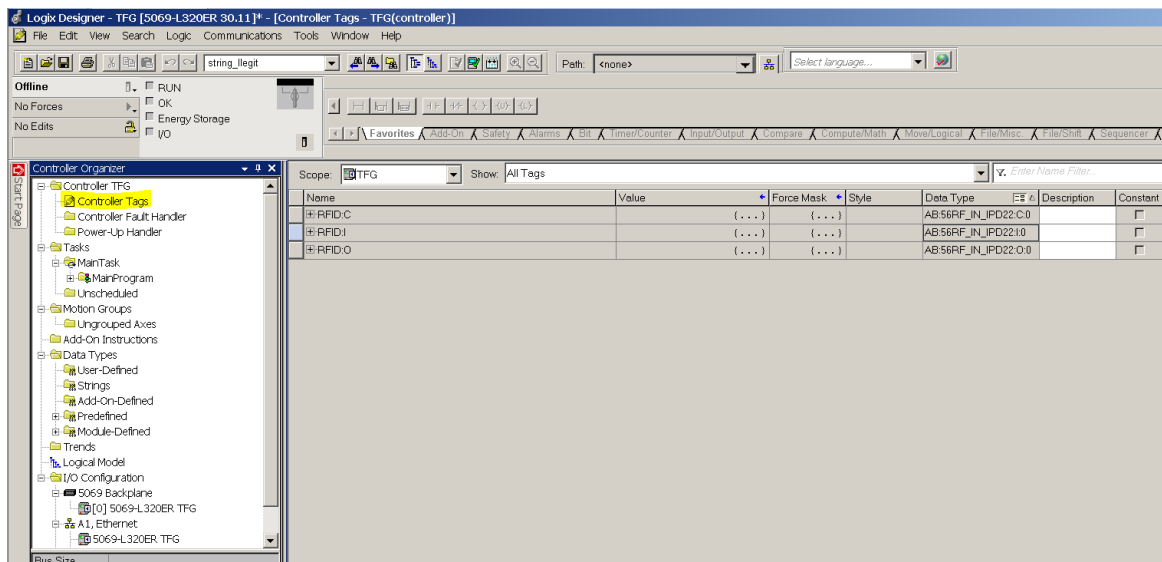 Logix Designer - TFG [5069-L320ER 30.11]* - [Controller Tags - TFG(controller)]
File Edit View Search Logic Communications Tools Window Help
string_llegit
Path: <none>
Select language...
Offline
RUN
No Forces
OK
Energy Storage
No Edits
I/O
Favorites Add-On Safety Alarms Bit Timer/Counter Input/Output Compare Compute/Math Move/Logical File/Misc. File/Shift Sequencer
Start Page
Controller Organizer
Controller TFG
Controller Tags
Controller Fault Handler
Power-Up Handler
Tasks
MainTask
MainProgram
Unscheduled
Motion Groups
Ungrouped Axes
Add-On Instructions
Data Types
User-Defined
Strings
Add-On-Defined
Predefined
Module-Defined
Trends
Logical Model
I/O Configuration
5069 Backplane
[0] 5069-L320ER TFG
A1, Ethernet
5069-L320ER TFG
Bus Size
Scope: TFG Show: All Tags Enter Name Filter...
Name Value Force Mask Style Data Type Description Constant
RFID:C {...} {...} AB:56RF_IN_IPD22:C:0
RFID:I {...} {...} AB:56RF_IN_IPD22:I:0
RFID:O {...} {...} AB:56RF_IN_IPD22:O:0